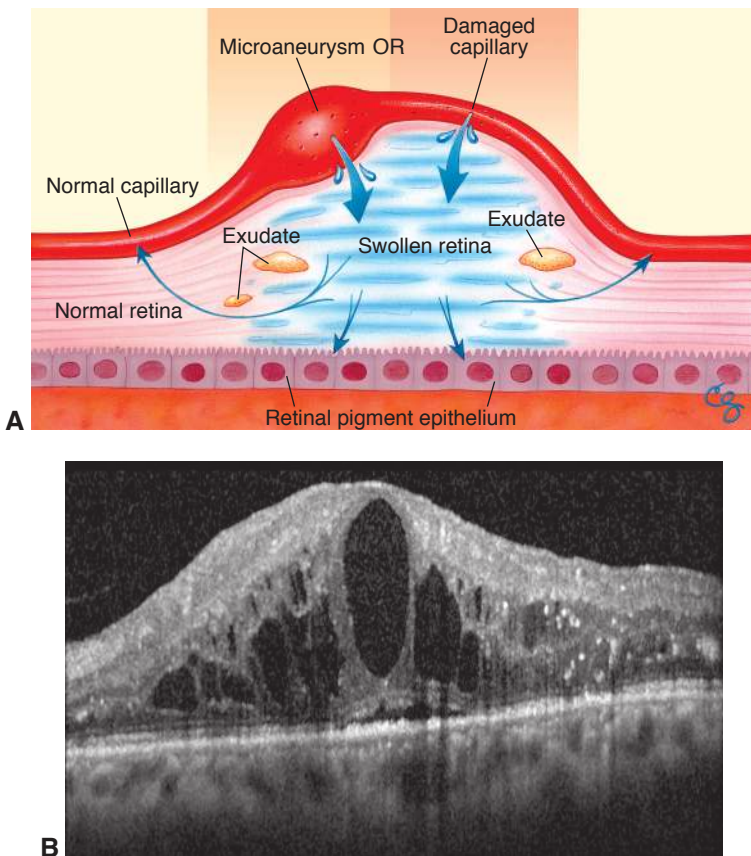 Microaneurysm OR
Damaged
capillary
Normal capillary
Exudate
Swollen retina
Exudate
Normal retina
Retinal pigment epithelium
A
B